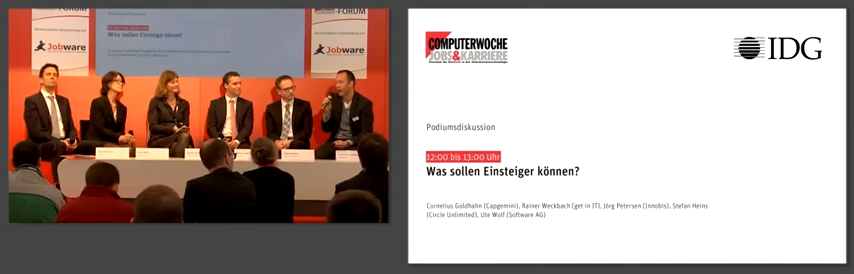 -FORUM
Podiumsdiskussion
Was sollen Einsteiger können?
Jobware
Jobware
COMPUTERWOCHE
JOBS&KARRIERE
IDG
Podiumsdiskussion
12:00 bis 13:00 Uhr
Was sollen Einsteiger können?
Cornelius Goldhahn (Capgemini), Rainer Weckbach (get in IT), Jörg Petersen (Innobis), Stefan Heins
(Circle Unlimited), Ute Wolf (Software AG)